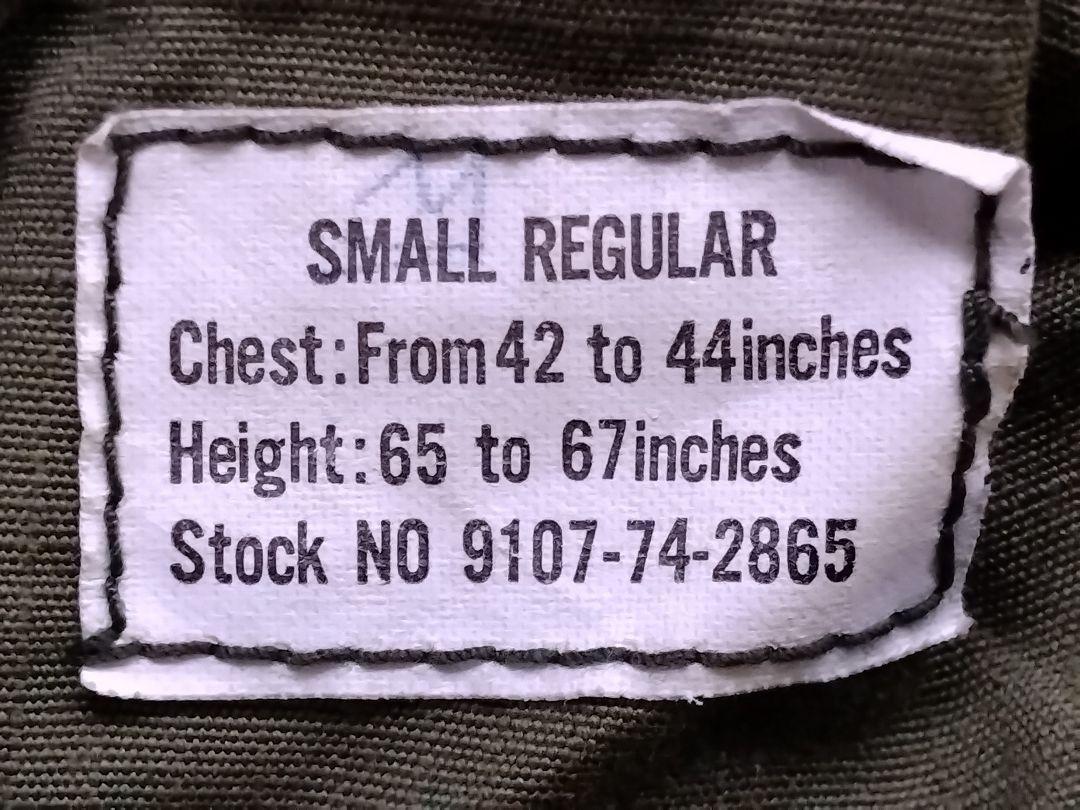 SMALL REGULAR
Chest:From 42 to 44inches
Height:65 to 67inches
Stock NO 9107-74-2865